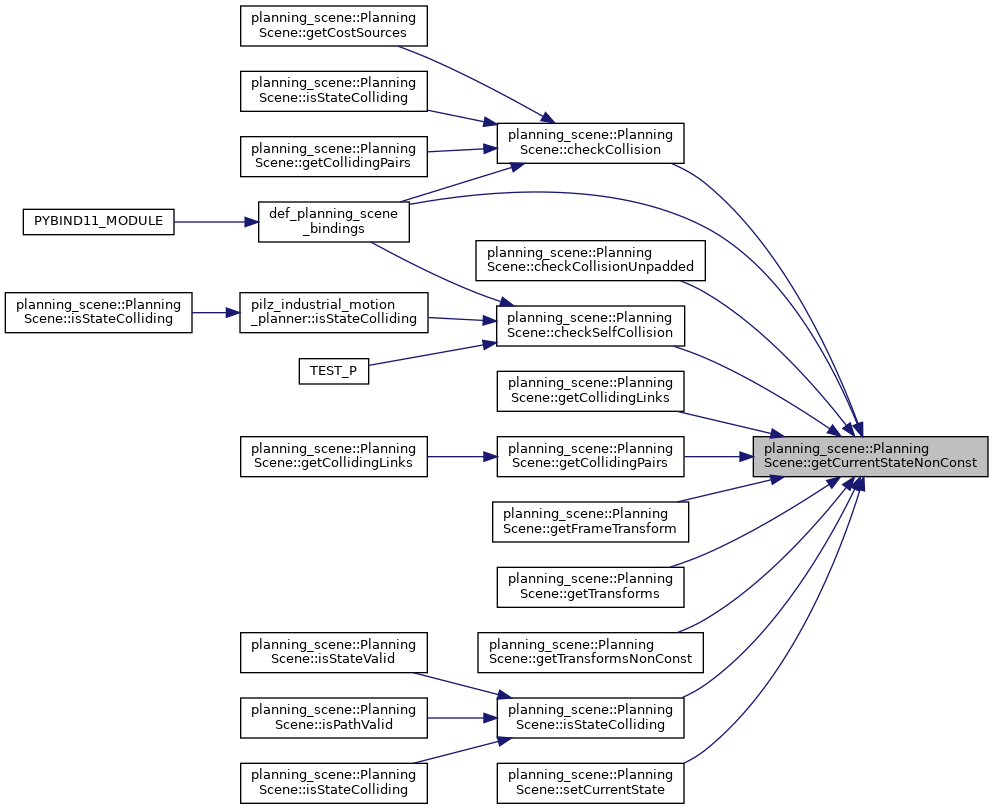 planning_scene::Planning
Scene::getCostSources
planning_scene::Planning
Scene::isStateColliding
planning_scene::Planning
Scene::checkCollision
planning_scene::Planning
Scene::getCollidingPairs
def_planning_scene
_bindings
PYBIND11_MODULE
planning_scene::Planning
Scene::checkCollisionUnpadded
planning_scene::Planning
Scene::isStateColliding
pilz_industrial_motion
_planner::isStateColliding
planning_scene::Planning
Scene::checkSelfCollision
TEST_P
planning_scene::Planning
Scene::getCollidingLinks
planning_scene::Planning
Scene::getCollidingLinks
planning_scene::Planning
Scene::getCollidingPairs
planning_scene::Planning
Scene::getCurrentStateNonConst
planning_scene::Planning
Scene::getFrameTransform
planning_scene::Planning
Scene::getTransforms
planning_scene::Planning
Scene::getTransformsNonConst
planning_scene::Planning
Scene::isStateValid
planning_scene::Planning
Scene::isPathValid
planning_scene::Planning
Scene::isStateColliding
planning_scene::Planning
Scene::isStateColliding
planning_scene::Planning
Scene::setCurrentState